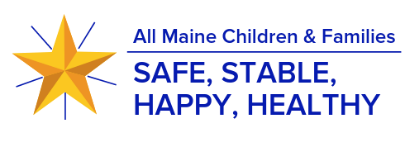 All Maine Children & Families
SAFE, STABLE,
HAPPY, HEALTHY